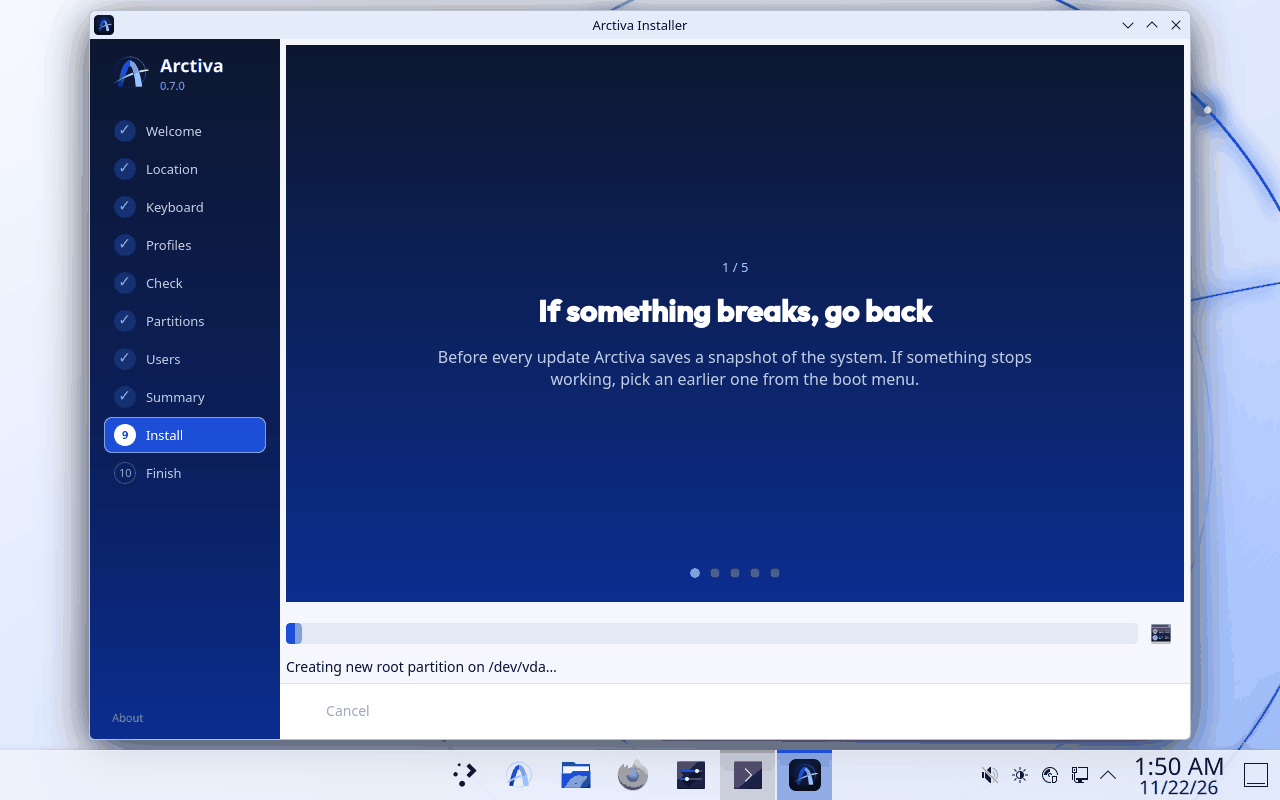 Arctiva Installer
Arctiva
0.7.0
Welcome
Location
Keyboard
Profiles
Check
Partitions
Users
Summary
9 Install
10 Finish
About
1 / 5
If something breaks, go back
Before every update Arctiva saves a snapshot of the system. If something stops
working, pick an earlier one from the boot menu.
Creating new root partition on /dev/vda...
Cancel
1:50 AM
11/22/26